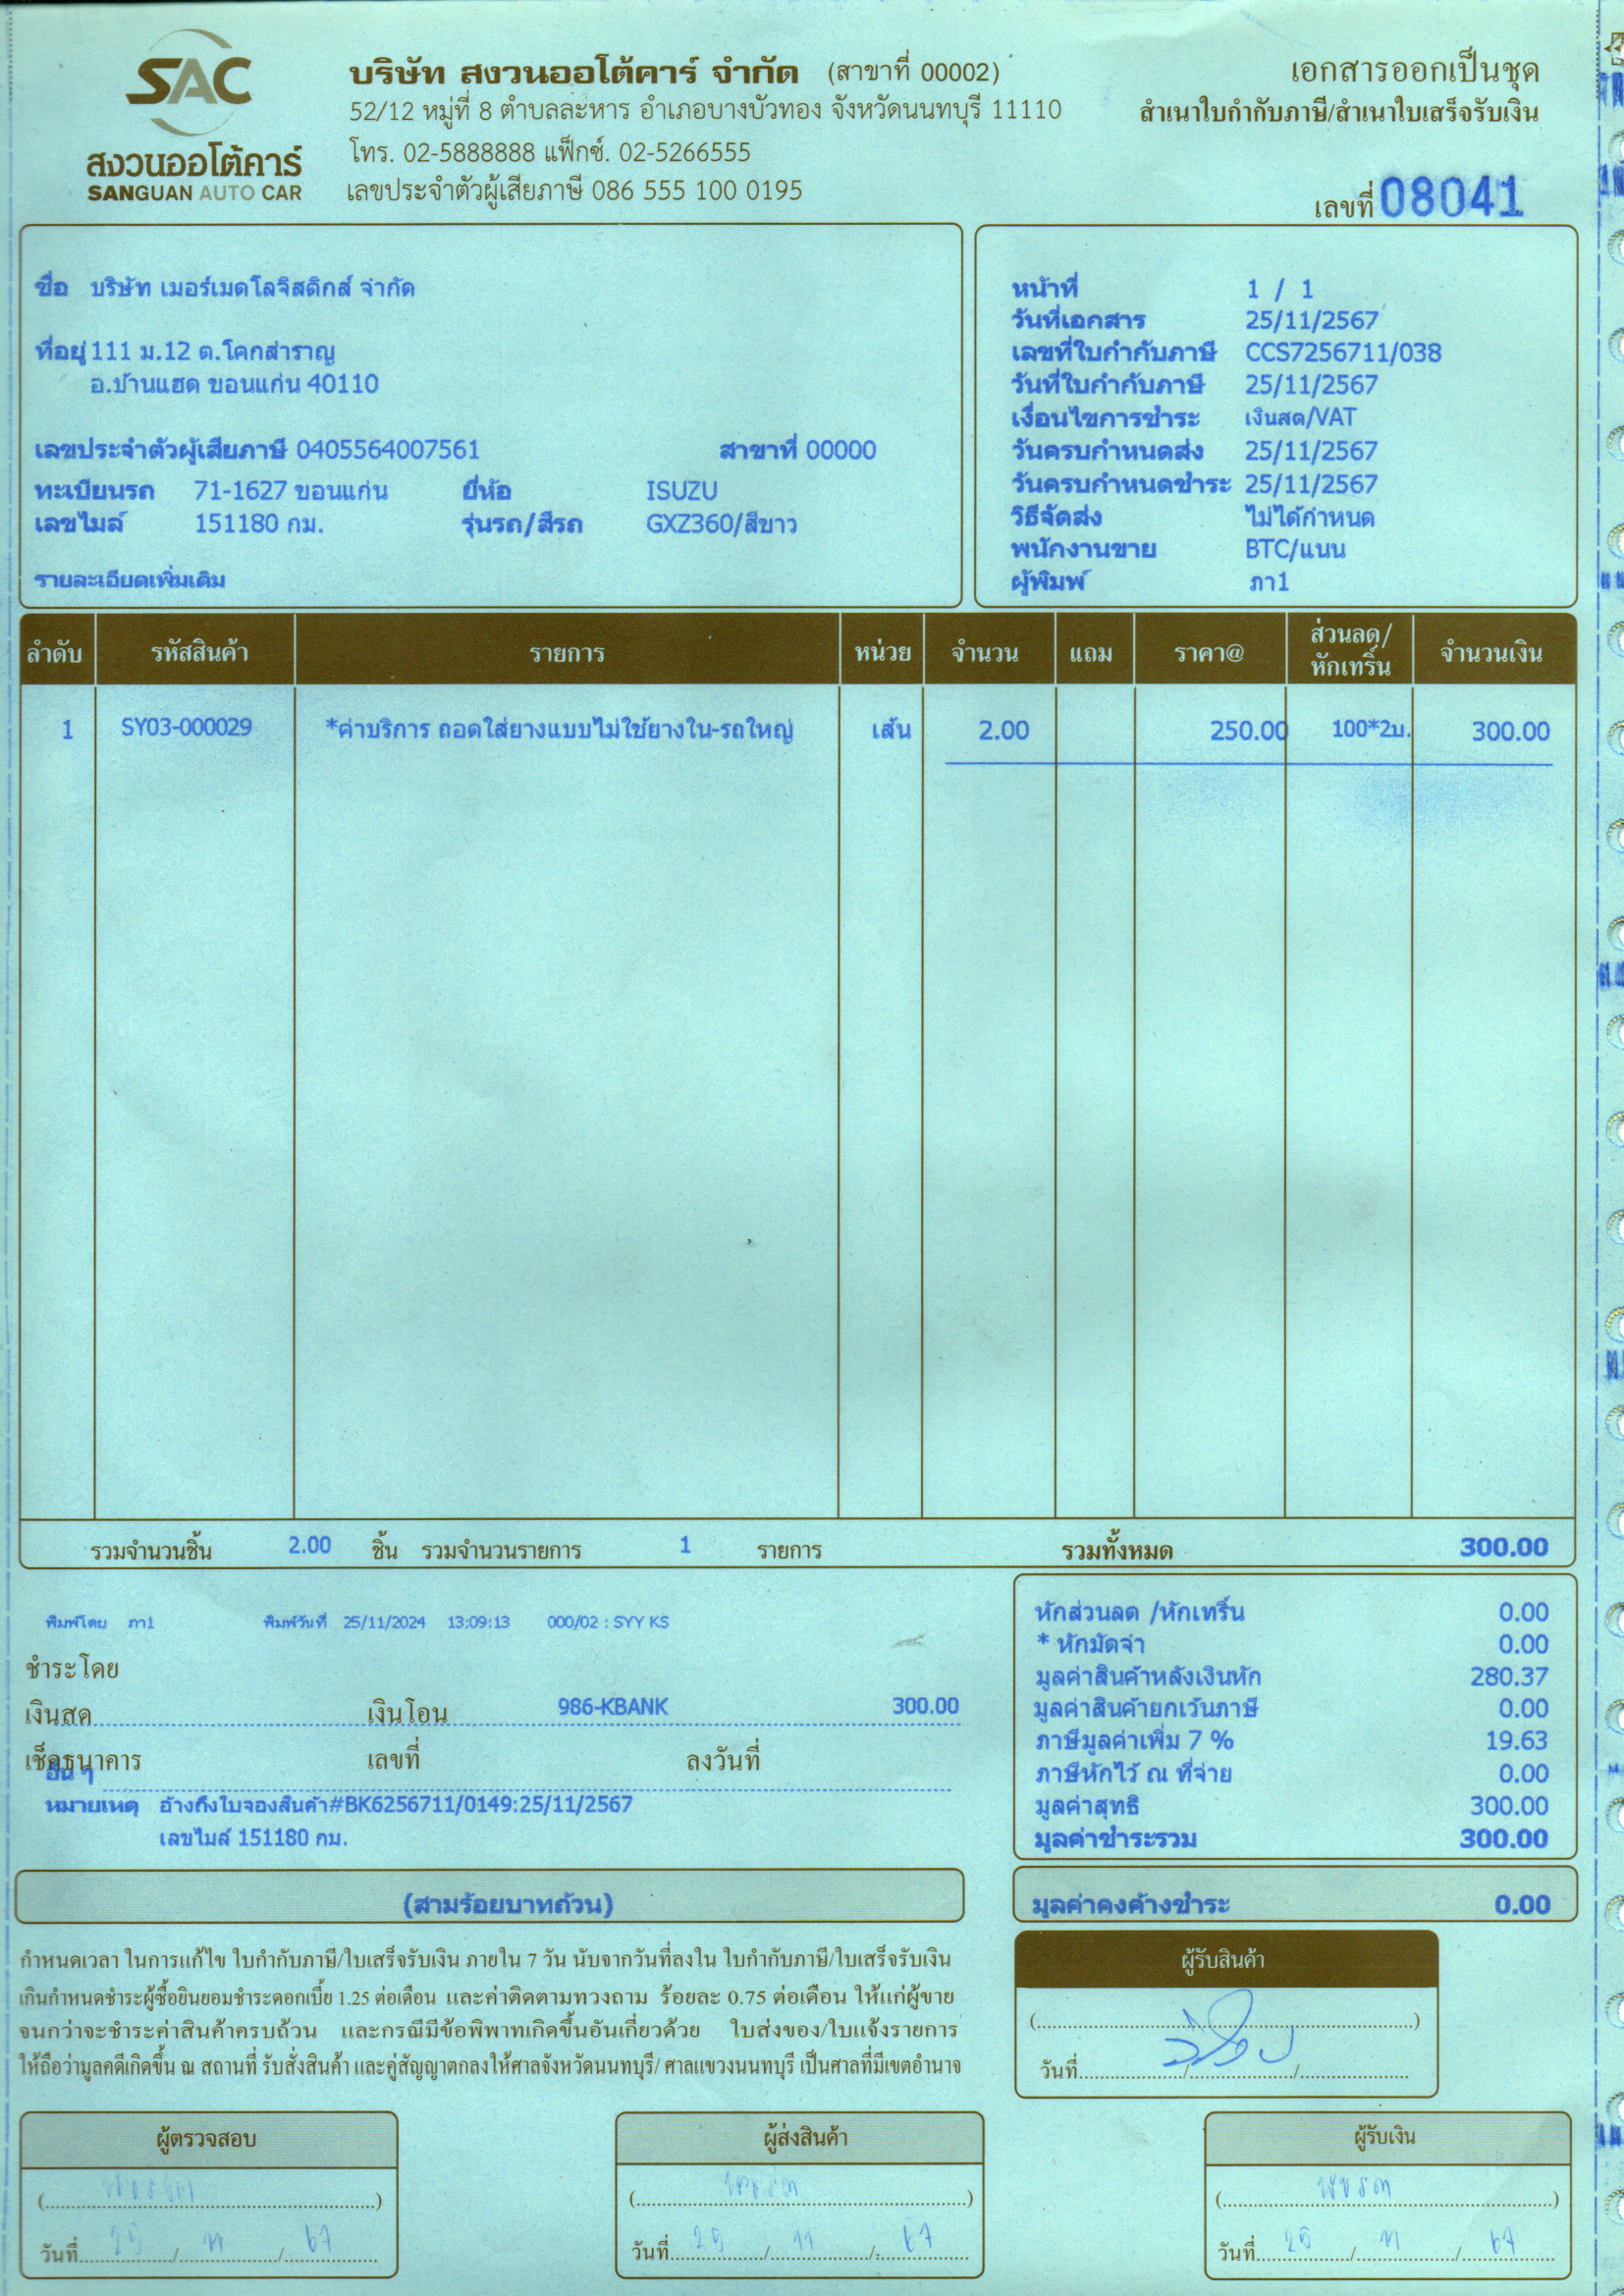 SAC
สงวนออโต้คาร์
SANGUAN AUTO CAR
บริษัท สงวนออโต้คาร์ จำกัด (สาขาที่ 00002)
52/12 หมู่ที่ 8 ตำบลละหาร อำเภอบางบัวทอง จังหวัดนนทบุรี 11110
โทร. 02-5888888 แฟ็กซ์. 02-5266555
เลขประจำตัวผู้เสียภาษี 086 555 100 0195
เอกสารออกเป็นชุด
สำเนาใบกำกับภาษี/สำเนาใบเสร็จรับเงิน
เลขที่ 08041
ชื่อ บริษัท เมอร์เมดโลจิสติกส์ จำกัด
ที่อยู่ 111 ม.12 ต.โคกสำราญ
อ.บ้านแฮด ขอนแก่น 40110
เลขประจำตัวผู้เสียภาษี 0405564007561 สาขาที่ 00000
ทะเบียนรถ 71-1627 ขอนแก่น ยี่ห้อ ISUZU
เลขไมล์ 151180 กม. รุ่นรถ/สีรถ GXZ360/สีขาว
รายละเอียดเพิ่มเติม
หน้าที่ 1 / 1
วันที่เอกสาร 25/11/2567
เลขที่ใบกำกับภาษี CCS7256711/038
วันที่ใบกำกับภาษี 25/11/2567
เงื่อนไขการชำระ เงินสด/VAT
วันครบกำหนดส่ง 25/11/2567
วันครบกำหนดชำระ 25/11/2567
วิธีจัดส่ง ไม่ได้กำหนด
พนักงานขาย BTC/แนน
ผู้พิมพ์ ภา1
ลำดับ รหัสสินค้า รายการ หน่วย จำนวน แถม ราคา@ ส่วนลด/หักเทริ์น จำนวนเงิน
1 SY03-000029 *ค่าบริการ ถอดใส่ยางแบบไม่ใช้ยางใน-รถใหญ่ เส้น 2.00 250.00 100*2บ. 300.00
รวมจำนวนชิ้น 2.00 ชิ้น รวมจำนวนรายการ 1 รายการ รวมทั้งหมด 300.00
พิมพ์โดย ภา1 พิมพ์วันที่ 25/11/2024 13:09:13 000/02 : SYY KS
ชำระโดย
เงินสด เงินโอน 986-KBANK 300.00
เช็คธนาคาร เลขที่ ลงวันที่
อื่น ๆ
หมายเหตุ อ้างถึงใบจองสินค้า#BK6256711/0149:25/11/2567
เลขไมล์ 151180 กม.
หักส่วนลด /หักเทริ์น 0.00
* หักมัดจำ 0.00
มูลค่าสินค้าหลังเงินหัก 280.37
มูลค่าสินค้ายกเว้นภาษี 0.00
ภาษีมูลค่าเพิ่ม 7 % 19.63
ภาษีหักไว้ ณ ที่จ่าย 0.00
มูลค่าสุทธิ 300.00
มูลค่าชำระรวม 300.00
(สามร้อยบาทถ้วน)
มูลค่าคงค้างชำระ 0.00
กำหนดเวลา ในการแก้ไข ใบกำกับภาษี/ใบเสร็จรับเงิน ภายใน 7 วัน นับจากวันที่ลงใน ใบกำกับภาษี/ใบเสร็จรับเงิน
เกินกำหนดชำระผู้ซื้อยินยอมชำระดอกเบี้ย 1.25 ต่อเดือน และค่าติดตามทวงถาม ร้อยละ 0.75 ต่อเดือน ให้แก่ผู้ขาย
จนกว่าจะชำระค่าสินค้าครบถ้วน และกรณีมีข้อพิพาทเกิดขึ้นอันเกี่ยวด้วย ใบส่งของ/ใบแจ้งรายการ
ให้ถือว่ามูลคดีเกิดขึ้น ณ สถานที่ รับสั่งสินค้า และคู่สัญญาตกลงให้ศาลจังหวัดนนทบุรี/ ศาลแขวงนนทบุรี เป็นศาลที่มีเขตอำนาจ
ผู้รับสินค้า
วันที่
ผู้ตรวจสอบ
วันที่ 25/11/67
ผู้ส่งสินค้า
วันที่ 25/11/67
ผู้รับเงิน
วันที่ 25/11/67